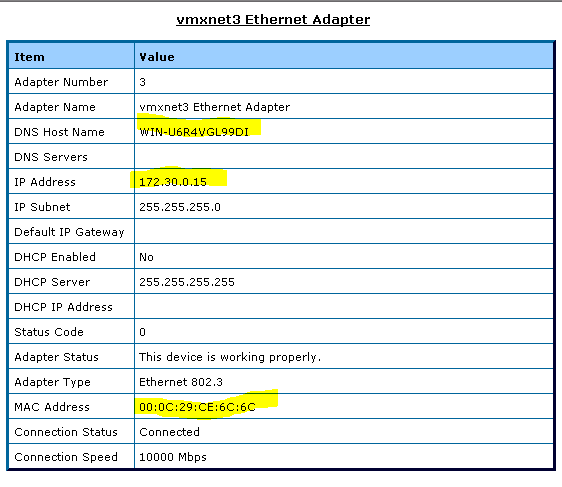 vmxnet3 Ethernet Adapter
Item Value
Adapter Number 3
Adapter Name vmxnet3 Ethernet Adapter
DNS Host Name WIN-U6R4VGL99DI
DNS Servers
IP Address 172.30.0.15
IP Subnet 255.255.255.0
Default IP Gateway
DHCP Enabled No
DHCP Server 255.255.255.255
DHCP IP Address
Status Code 0
Adapter Status This device is working properly.
Adapter Type Ethernet 802.3
MAC Address 00:0C:29:CE:6C:6C
Connection Status Connected
Connection Speed 10000 Mbps